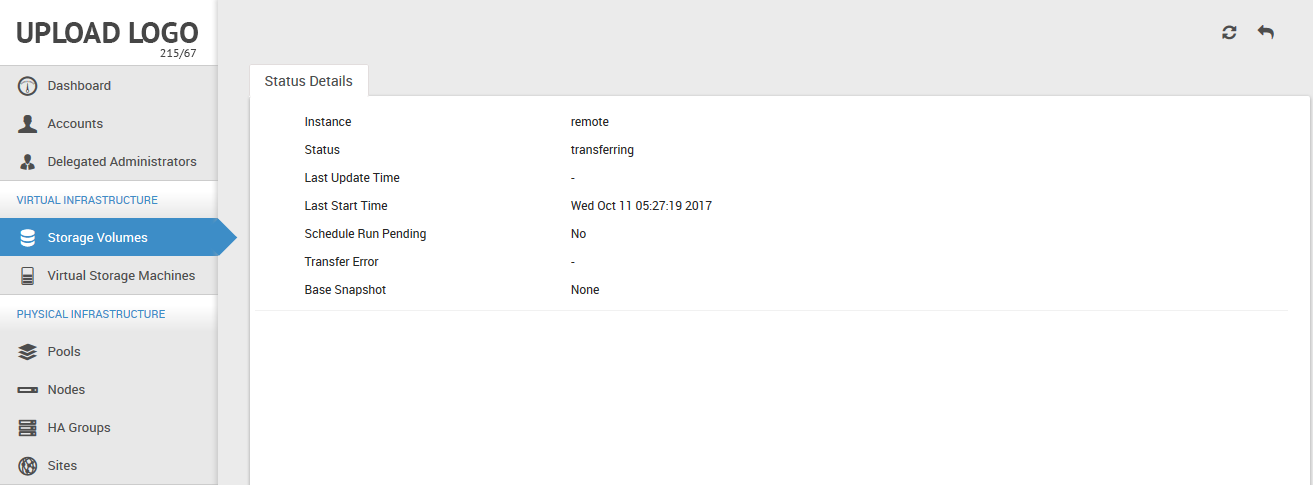 UPLOAD LOGO
215/67
Dashboard
Accounts
Delegated Administrators
VIRTUAL INFRASTRUCTURE
Storage Volumes
Virtual Storage Machines
PHYSICAL INFRASTRUCTURE
Pools
Nodes
HA Groups
Sites
Status Details
Instance remote
Status transferring
Last Update Time -
Last Start Time Wed Oct 11 05:27:19 2017
Schedule Run Pending No
Transfer Error -
Base Snapshot None